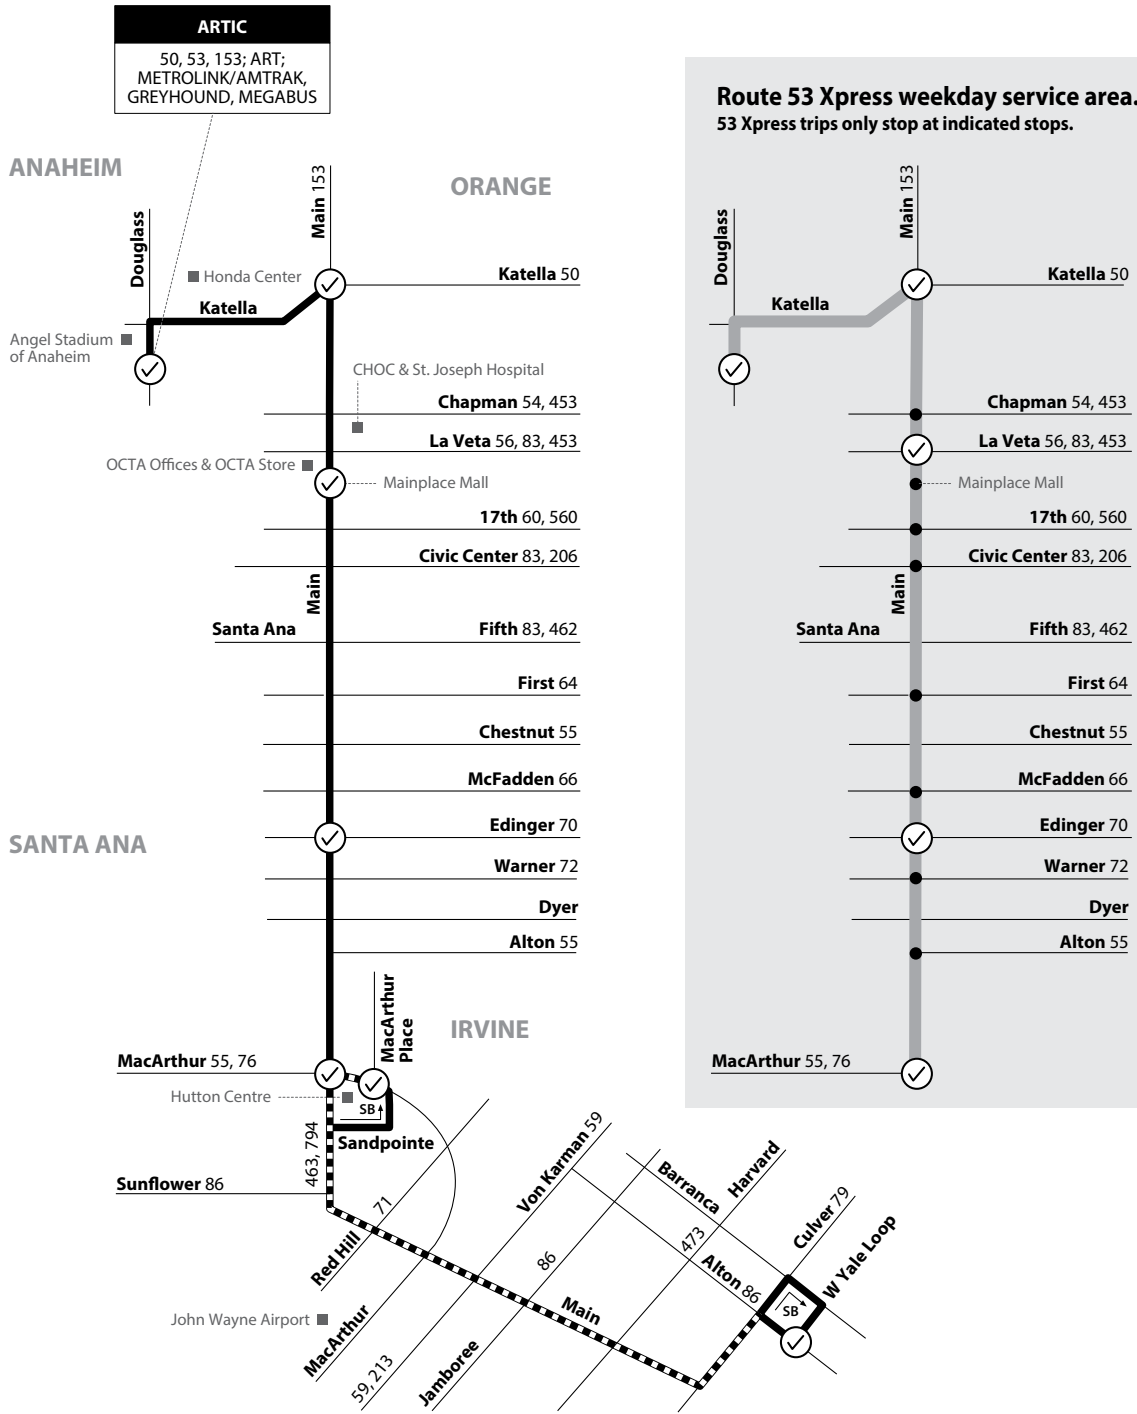 ARTIC
50, 53, 153; ART;
METROLINK/AMTRAK,
GREYHOUND, MEGABUS
ANAHEIM
ORANGE
Main 153
Douglass
Honda Center
Katella 50
Katella
Angel Stadium
of Anaheim
CHOC & St. Joseph Hospital
Chapman 54, 453
La Veta 56, 83, 453
OCTA Offices & OCTA Store
Mainplace Mall
17th 60, 560
Civic Center 83, 206
Main
Santa Ana
Fifth 83, 462
First 64
Chestnut 55
McFadden 66
SANTA ANA
Edinger 70
Warner 72
Dyer
Alton 55
MacArthur
Place
IRVINE
MacArthur 55, 76
Hutton Centre
SB
Sandpointe
463, 794
Sunflower 86
71
Red Hill
Von Karman 59
Barranca
Harvard
Culver 79
W Yale Loop
473
86
Alton 86
SB
Main
John Wayne Airport
MacArthur
59, 213
Jamboree
Route 53 Xpress weekday service area.
53 Xpress trips only stop at indicated stops.
Main 153
Douglass
Katella 50
Katella
Chapman 54, 453
La Veta 56, 83, 453
Mainplace Mall
17th 60, 560
Civic Center 83, 206
Main
Santa Ana
Fifth 83, 462
First 64
Chestnut 55
McFadden 66
Edinger 70
Warner 72
Dyer
Alton 55
MacArthur 55, 76